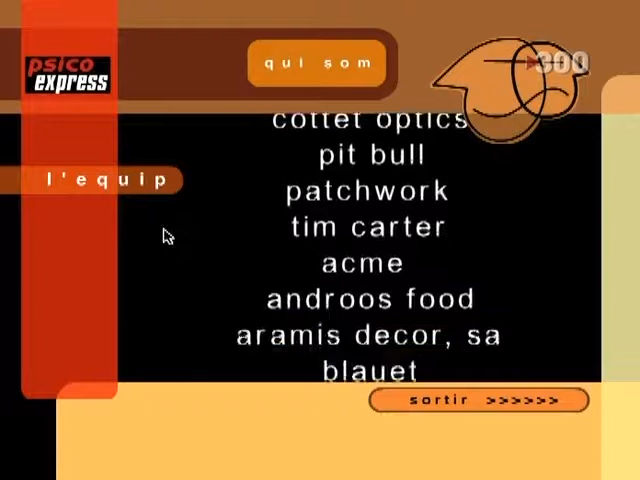 psico
express
qui som
300
cottet optics
pit bull
l'equip
patchwork
tim carter
acme
androos food
aramis decor, sa
blauet
sortir >>>>>>